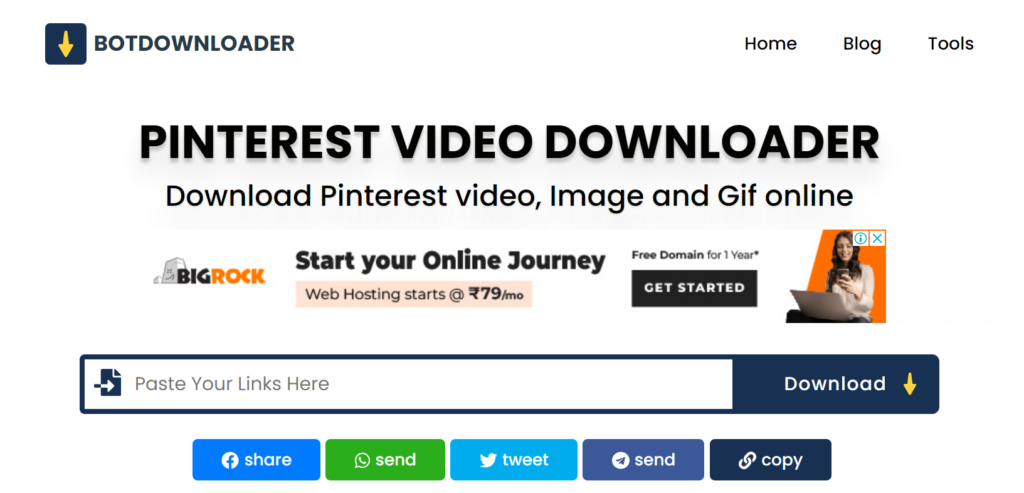 BOTDOWNLOADER
Home Blog Tools
PINTEREST VIDEO DOWNLOADER
Download Pinterest video, Image and Gif online
BIGROCK
Start your Online Journey
Web Hosting starts @ ₹79/mo
Free Domain for 1 Year*
GET STARTED
Paste Your Links Here
Download
share send tweet send copy